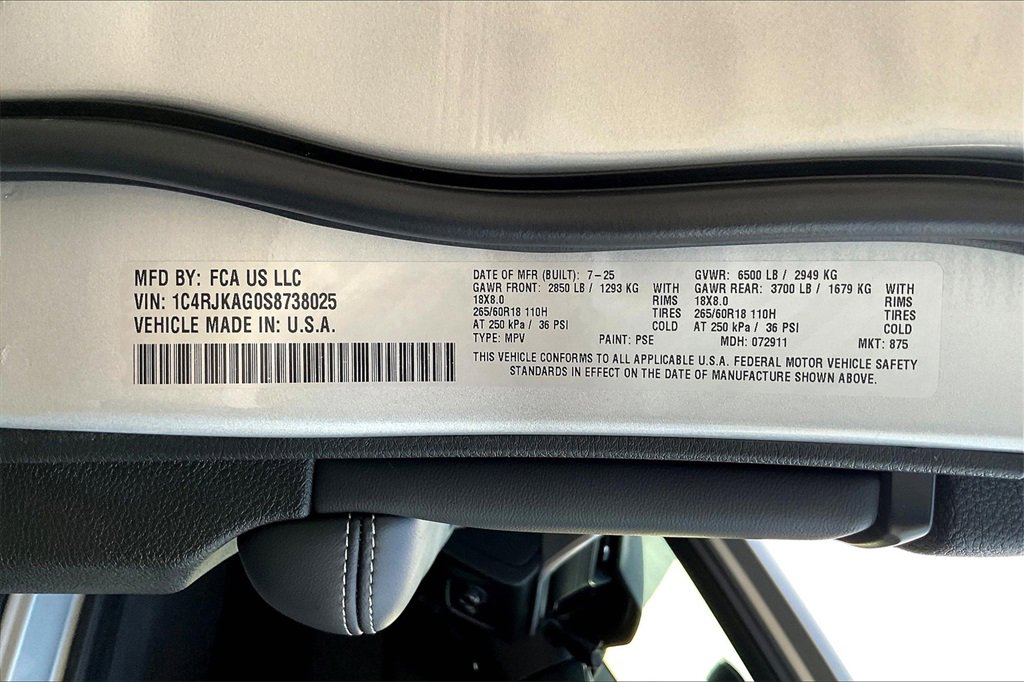 MFD BY: FCA US LLC
VIN: 1C4RJKAG0S8738025
VEHICLE MADE IN: U.S.A.
DATE OF MFR (BUILT): 7-25
GAWR FRONT: 2850 LB / 1293 KG WITH
18X8.0 RIMS
265/60R18 110H TIRES
AT 250 kPa / 36 PSI COLD
TYPE: MPV PAINT: PSE
GVWR: 6500 LB / 2949 KG
GAWR REAR: 3700 LB / 1679 KG WITH
18X8.0 RIMS
265/60R18 110H TIRES
AT 250 kPa / 36 PSI COLD
MDH: 072911 MKT: 875
THIS VEHICLE CONFORMS TO ALL APPLICABLE U.S.A. FEDERAL MOTOR VEHICLE SAFETY
STANDARDS IN EFFECT ON THE DATE OF MANUFACTURE SHOWN ABOVE.